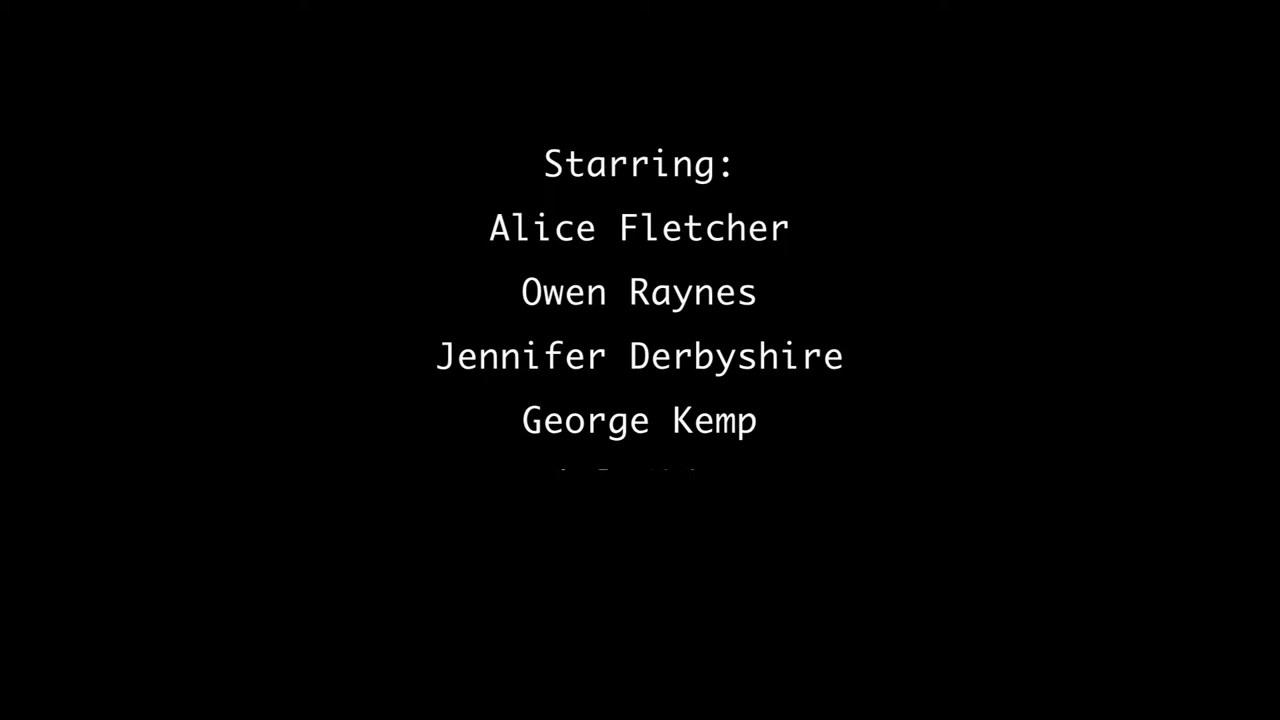 Starring:
Alice Fletcher
Owen Raynes
Jennifer Derbyshire
George Kemp